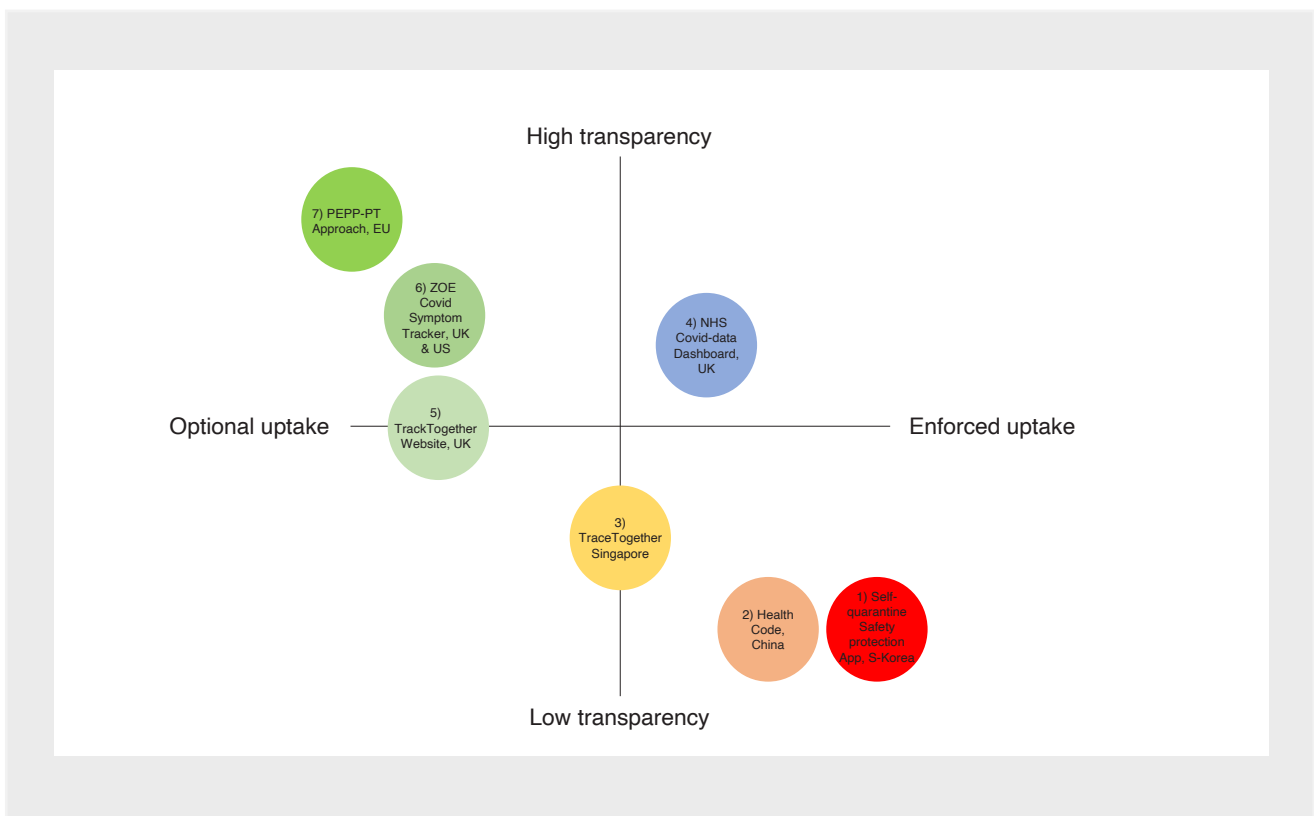 High transparency
7) PEPP-PT
Approach, EU
6) ZOE
Covid
Symptom
Tracker, UK
& US
4) NHS
Covid-data
Dashboard,
UK
Optional uptake
5)
TrackTogether
Website, UK
Enforced uptake
3)
TraceTogether
Singapore
2) Health
Code,
China
1) Self-
quarantine
Safety
protection
App, S-Korea
Low transparency